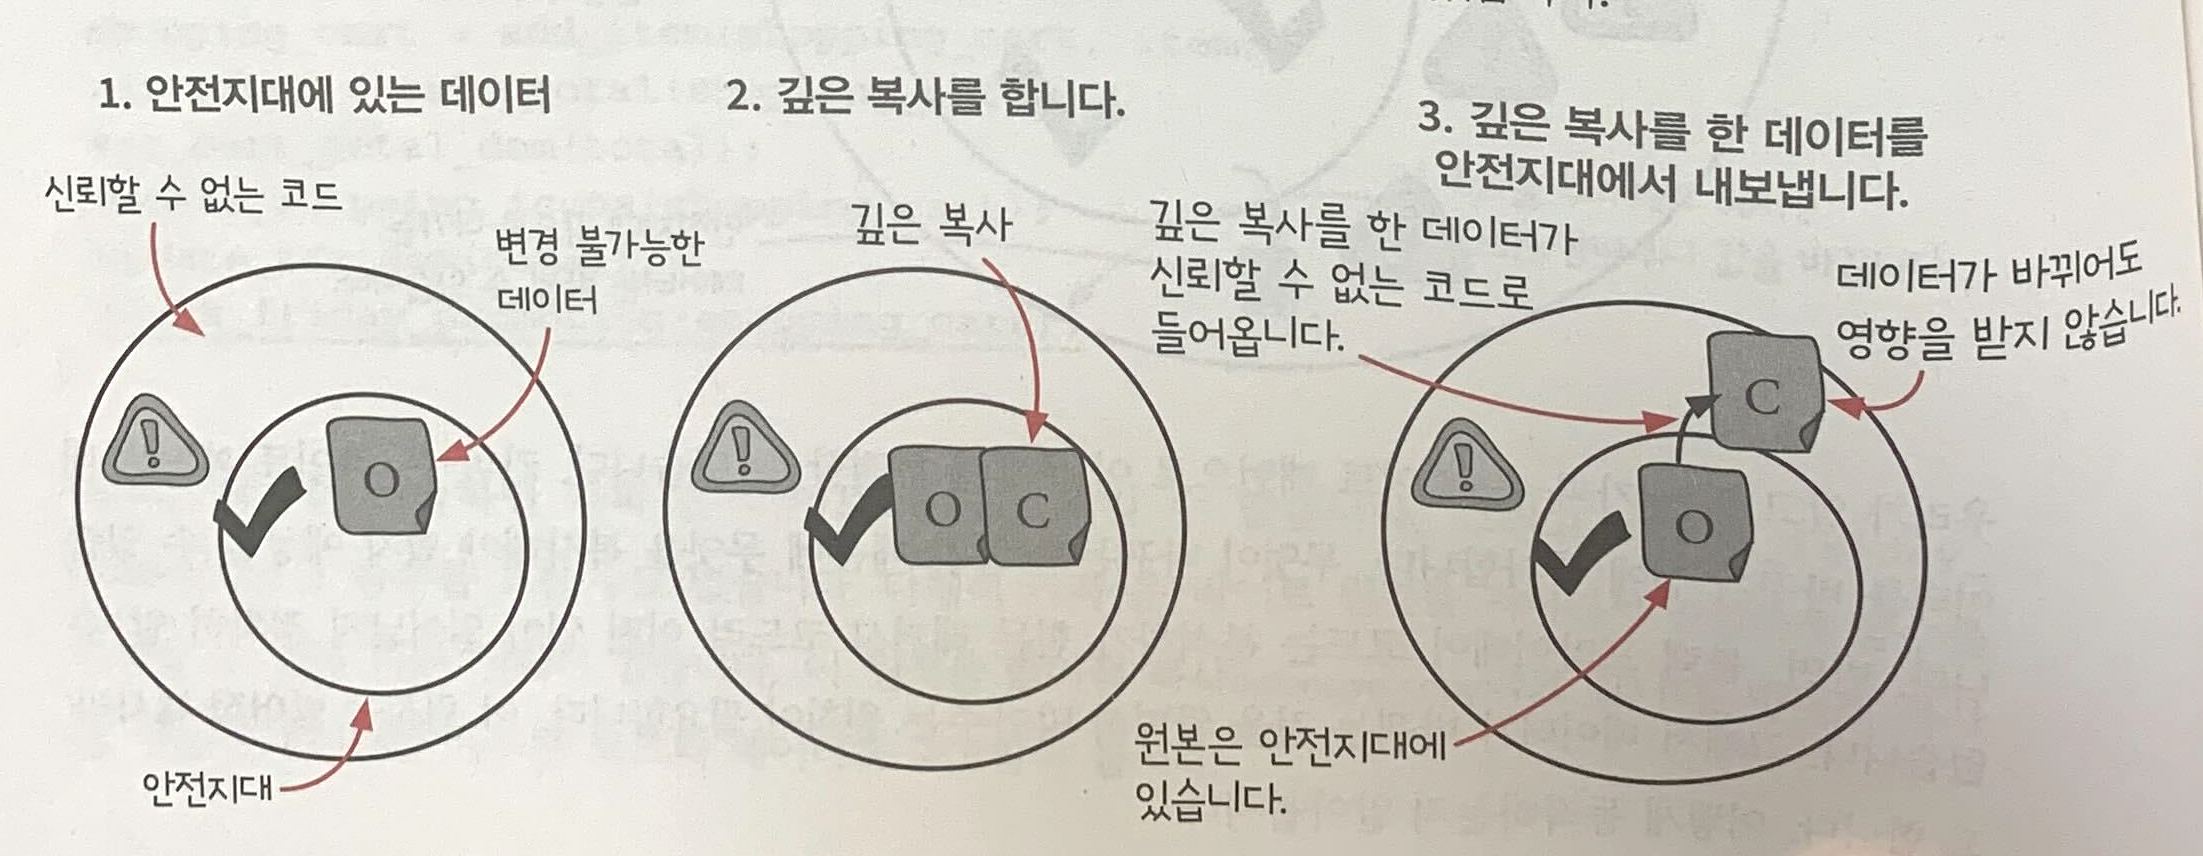 1. 안전지대에 있는 데이터
신뢰할 수 없는 코드
변경 불가능한
데이터
O
안전지대
2. 깊은 복사를 합니다.
깊은 복사
O C
3. 깊은 복사를 한 데이터를
안전지대에서 내보냅니다.
깊은 복사를 한 데이터가
신뢰할 수 없는 코드로
들어옵니다.
데이터가 바뀌어도
영향을 받지 않습니다.
C
O
원본은 안전지대에
있습니다.